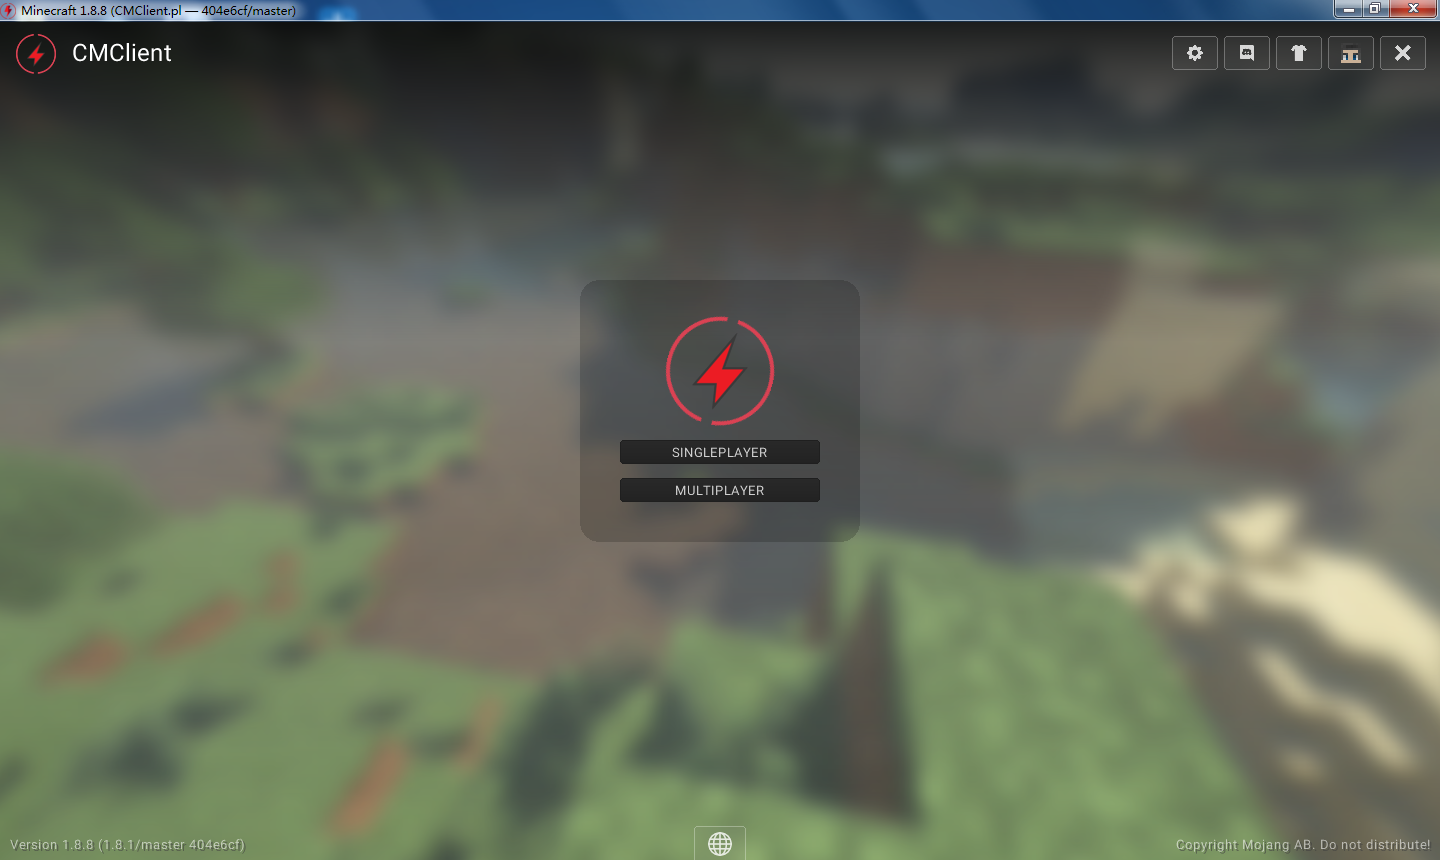 Minecraft 1.8.8 (CMClient.pl — 404e6cf/master)
CMClient
SINGLEPLAYER
MULTIPLAYER
Version 1.8.8 (1.8.1/master 404e6cf)
Copyright Mojang AB. Do not distribute!